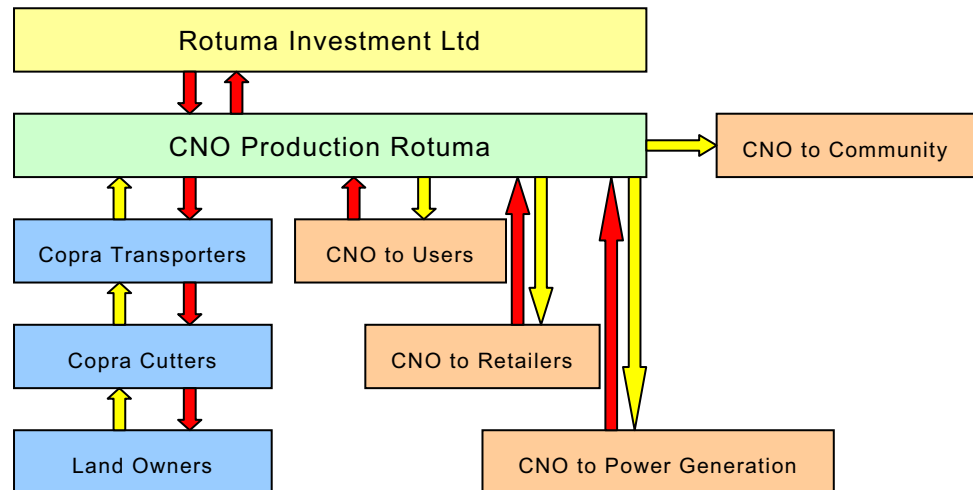 Rotuma Investment Ltd
CNO Production Rotuma
CNO to Community
Copra Transporters
CNO to Users
Copra Cutters
CNO to Retailers
Land Owners
CNO to Power Generation